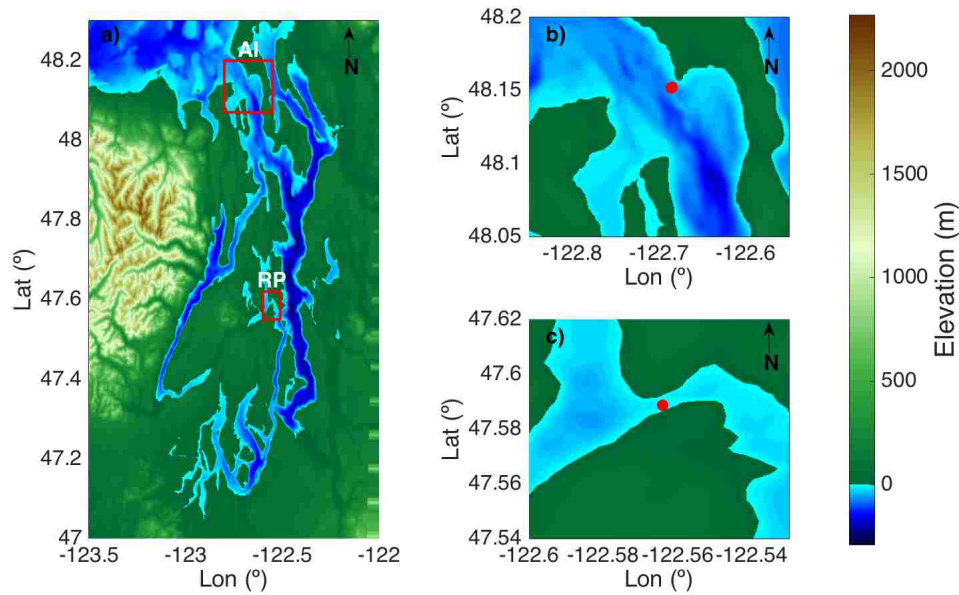 a)
AI
N
48.2
48
47.8
47.6
47.4
47.2
47
Lat (º)
RP
-123.5
-123
-122.5
-122
Lon (º)
b)
N
48.2
48.15
48.1
48.05
Lat (º)
-122.8
-122.7
-122.6
Lon (º)
c)
N
47.62
47.6
47.58
47.56
47.54
Lat (º)
-122.6
-122.58
-122.56
-122.54
Lon (º)
2000
1500
1000
500
0
Elevation (m)